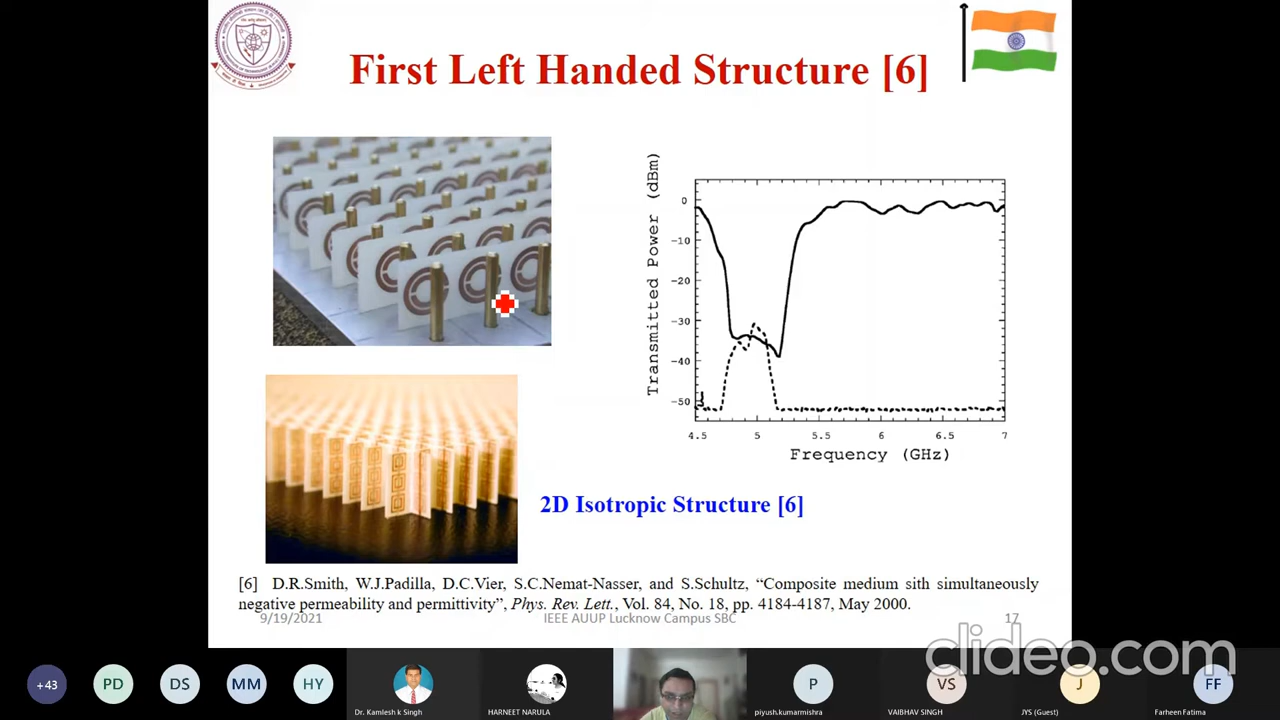 First Left Handed Structure [6]
Transmitted Power (dBm)
0
-10
-20
-30
-40
-50
4.5 5 5.5 6 6.5 7
Frequency (GHz)
2D Isotropic Structure [6]
[6] D.R.Smith, W.J.Padilla, D.C.Vier, S.C.Nemat-Nasser, and S.Schultz, “Composite medium sith simultaneously
negative permeability and permittivity”, Phys. Rev. Lett., Vol. 84, No. 18, pp. 4184-4187, May 2000.
9/19/2021 IEEE AUUP Lucknow Campus SBC 17
clideo.com
+43 PD DS MM HY P VS J FF
Dr. Kamlesh k Singh HARNEET NARULA piyush.kumarmishra VAIBHAV SINGH JYS (Guest) Farheen Fatima